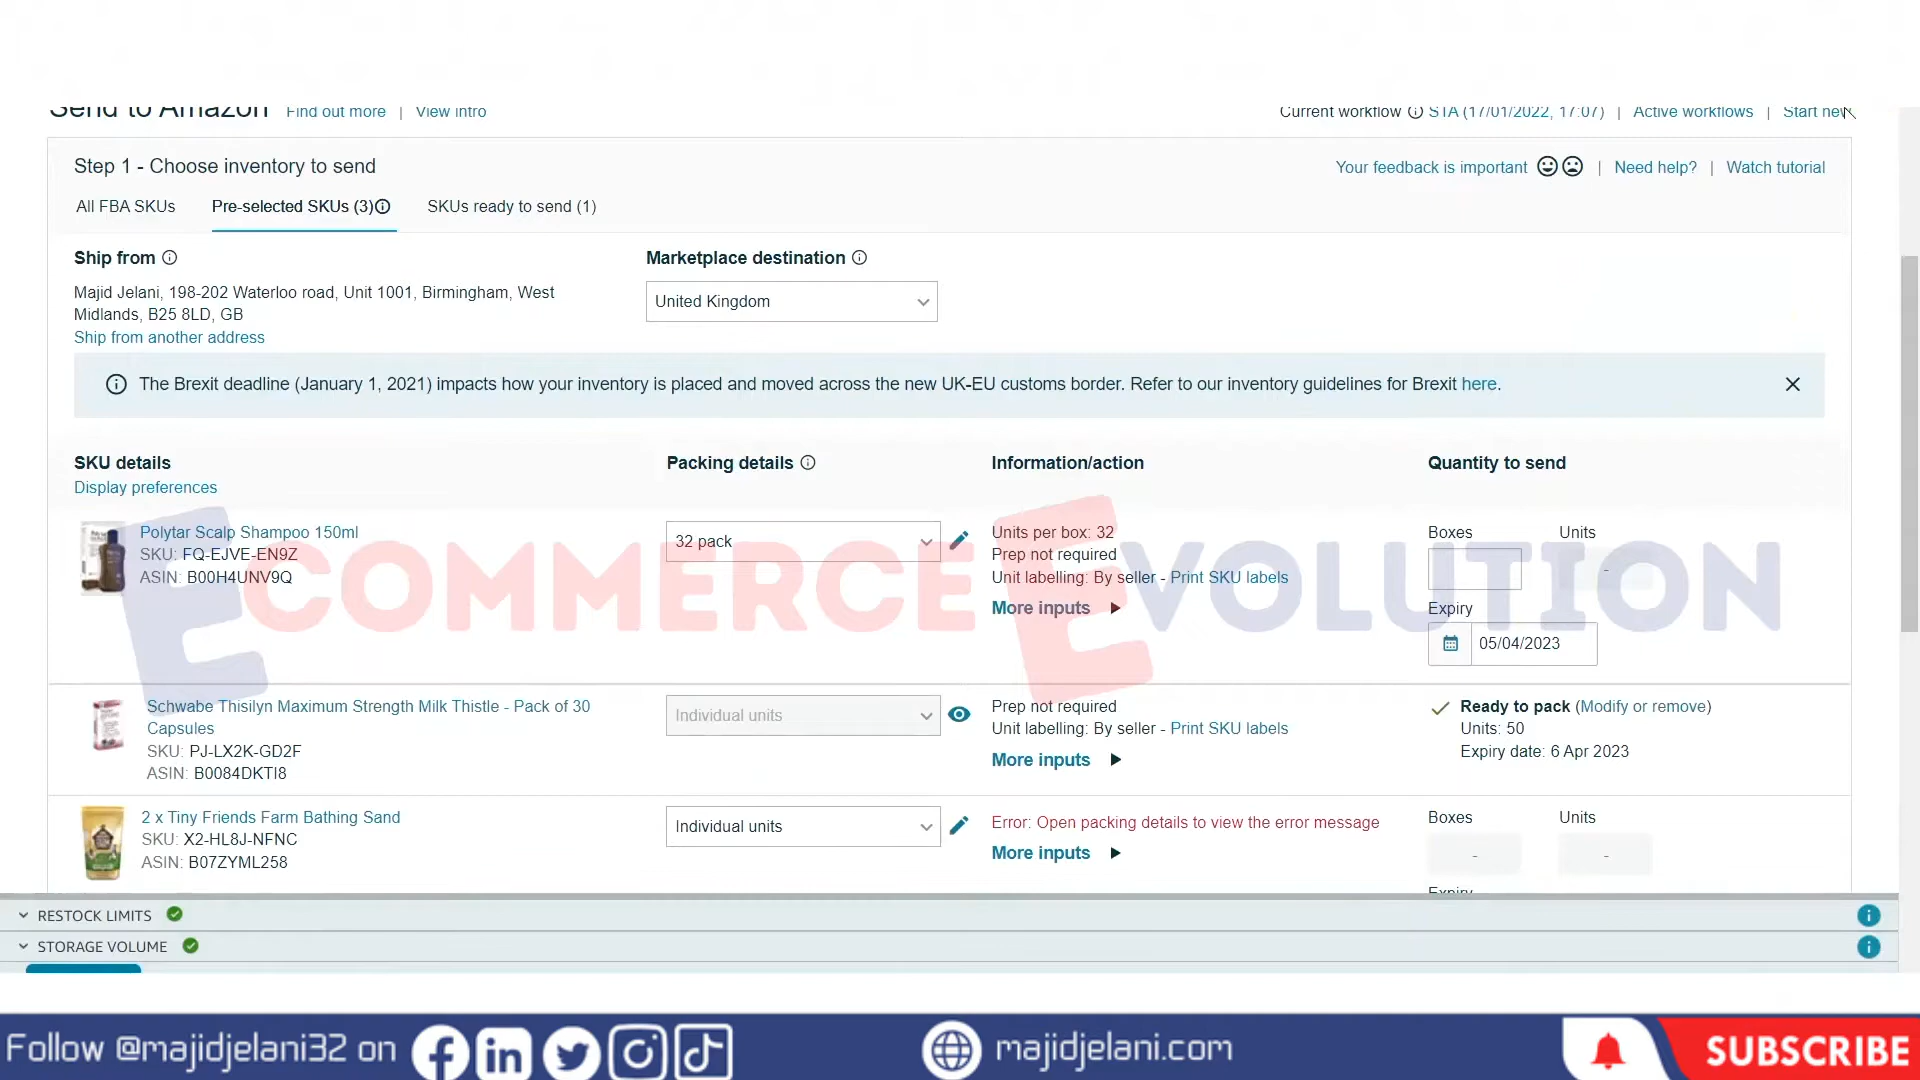 Send to Amazon Find out more | View intro Current workflow STA (17/01/2022, 17:07) | Active workflows | Start new
Step 1 - Choose inventory to send Your feedback is important | Need help? | Watch tutorial
All FBA SKUs Pre-selected SKUs (3) SKUs ready to send (1)
Ship from Marketplace destination
Majid Jelani, 198-202 Waterloo road, Unit 1001, Birmingham, West
Midlands, B25 8LD, GB
United Kingdom
Ship from another address
The Brexit deadline (January 1, 2021) impacts how your inventory is placed and moved across the new UK-EU customs border. Refer to our inventory guidelines for Brexit here.
SKU details Packing details Information/action Quantity to send
Display preferences
Polytar Scalp Shampoo 150ml
SKU: FQ-EJVE-EN9Z
ASIN: B00H4UNV9Q
32 pack
Units per box: 32
Prep not required
Unit labelling: By seller - Print SKU labels
More inputs
Boxes Units
-
Expiry
05/04/2023
ECOMMERCE EVOLUTION
Schwabe Thisilyn Maximum Strength Milk Thistle - Pack of 30
Capsules
SKU: PJ-LX2K-GD2F
ASIN: B0084DKTI8
Individual units
Prep not required
Unit labelling: By seller - Print SKU labels
More inputs
Ready to pack (Modify or remove)
Units: 50
Expiry date: 6 Apr 2023
2 x Tiny Friends Farm Bathing Sand
SKU: X2-HL8J-NFNC
ASIN: B07ZYML258
Individual units
Error: Open packing details to view the error message
More inputs
Boxes Units
- -
Expiry
RESTOCK LIMITS
STORAGE VOLUME
Follow @majidjelani32 on majidjelani.com SUBSCRIBE